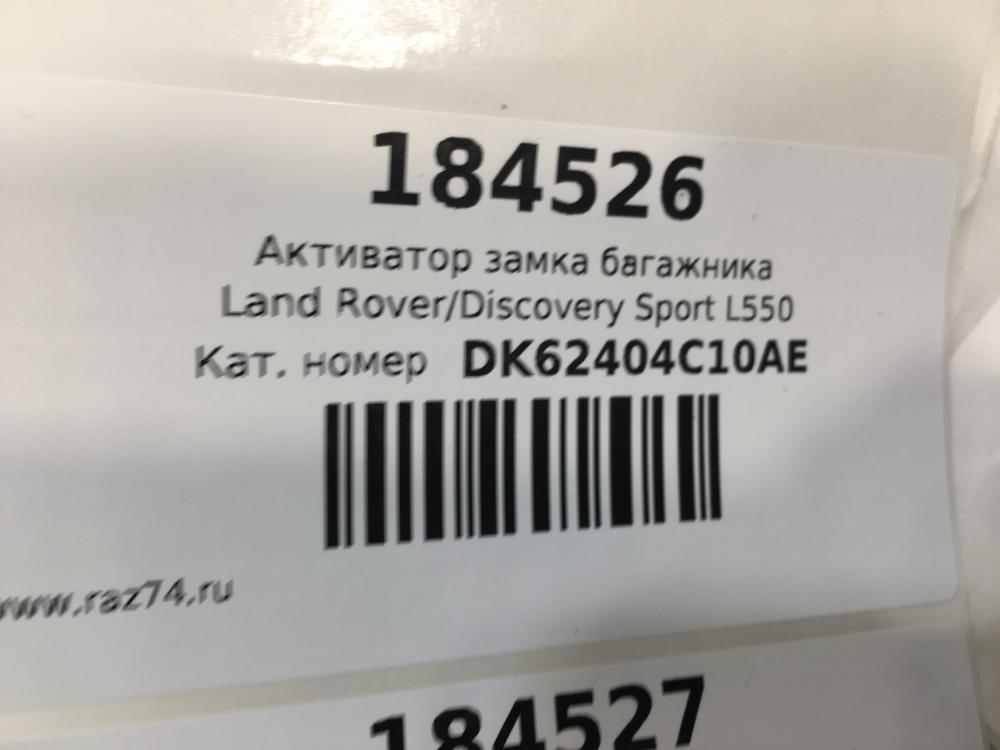 184526
Активатор замка багажника
Land Rover/Discovery Sport L550
Кат. номер DK62404C10AE
www.raz74.ru
184527